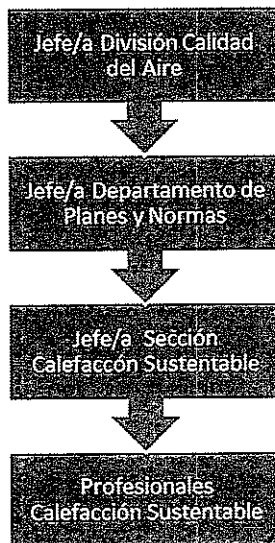 Jefe/a División Calidad
del Aire
Jefe/a Departamento de
Planes y Normas
Jefe/a Sección
Calefaccón Sustentable
Profesionales
Calefacción Sustentable